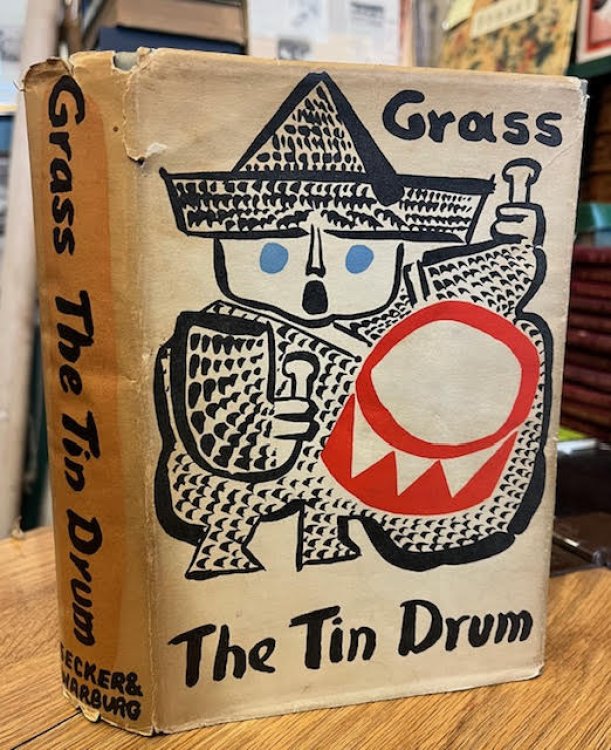 Grass
The Tin Drum
Grass The Tin Drum
SECKER&
WARBURG